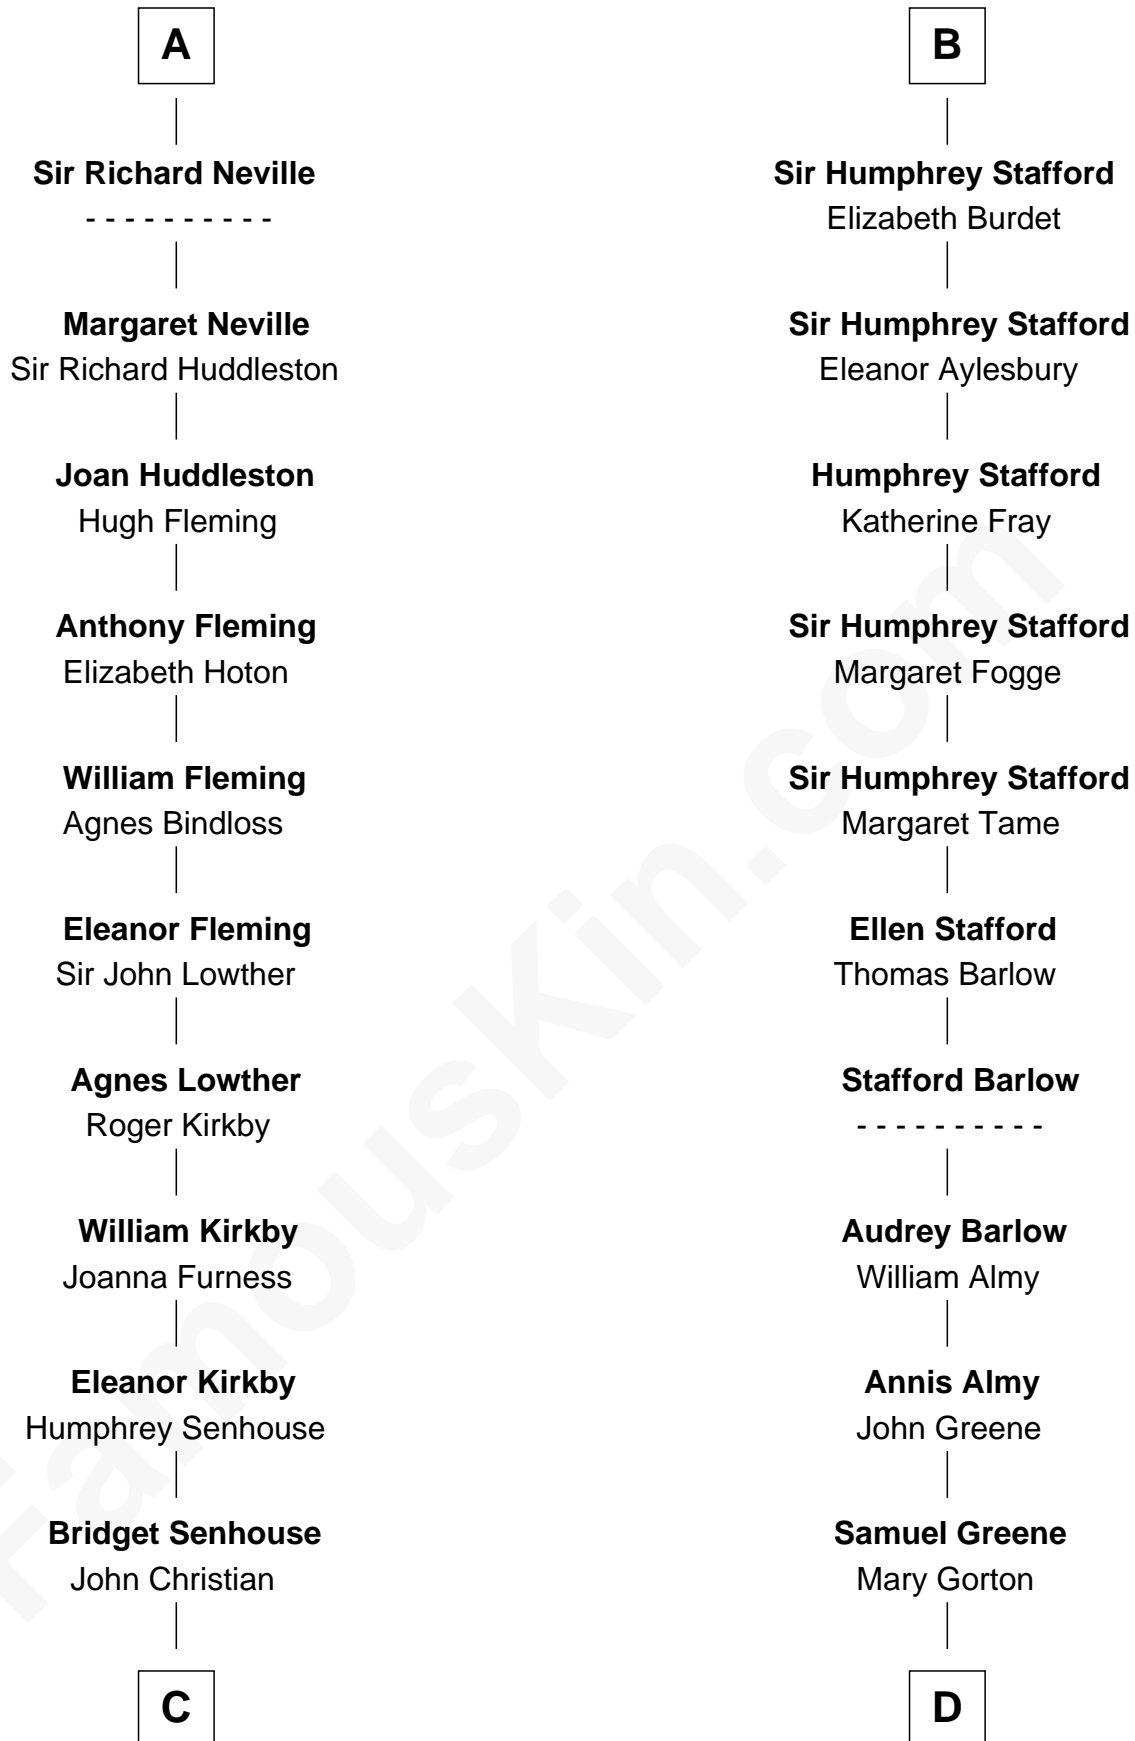 A
Sir Richard Neville
- - - - - - - - - -
Margaret Neville
Sir Richard Huddleston
Joan Huddleston
Hugh Fleming
Anthony Fleming
Elizabeth Hoton
William Fleming
Agnes Bindloss
Eleanor Fleming
Sir John Lowther
Agnes Lowther
Roger Kirkby
William Kirkby
Joanna Furness
Eleanor Kirkby
Humphrey Senhouse
Bridget Senhouse
John Christian
C
B
Sir Humphrey Stafford
Elizabeth Burdet
Sir Humphrey Stafford
Eleanor Aylesbury
Humphrey Stafford
Katherine Fray
Sir Humphrey Stafford
Margaret Fogge
Sir Humphrey Stafford
Margaret Tame
Ellen Stafford
Thomas Barlow
Stafford Barlow
- - - - - - - - - -
Audrey Barlow
William Almy
Annis Almy
John Greene
Samuel Greene
Mary Gorton
D
FamousKin.com